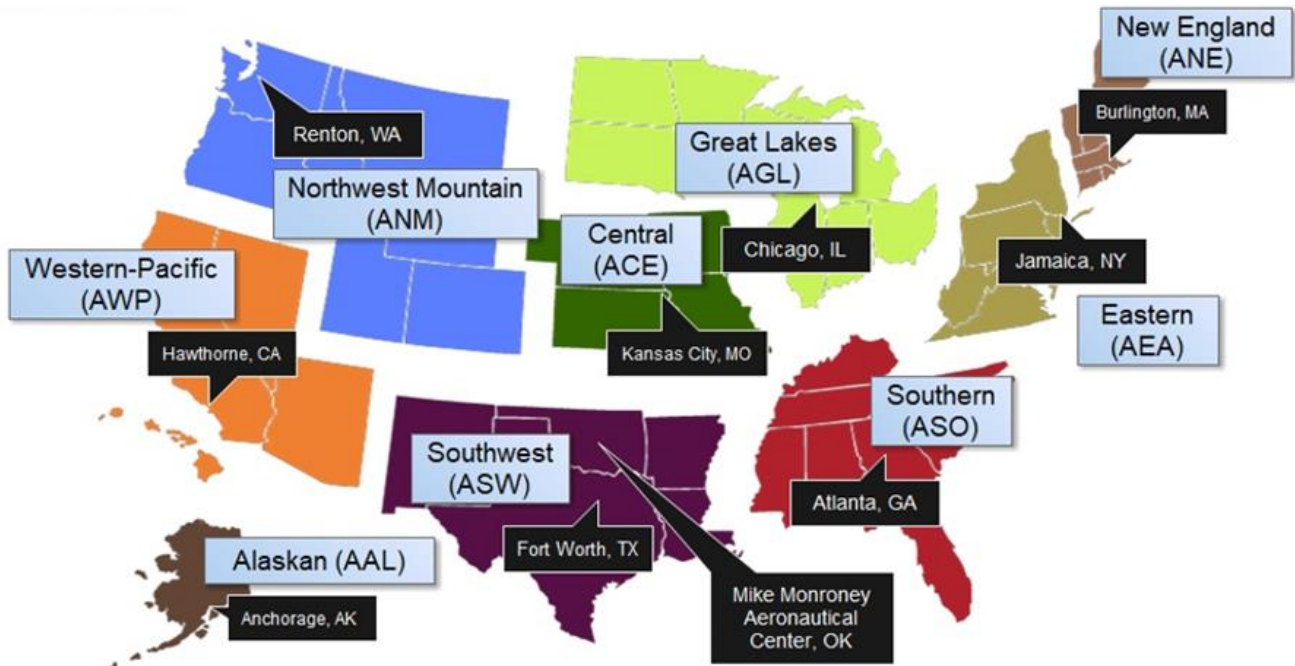 New England
(ANE)
Burlington, MA
Renton, WA
Great Lakes
(AGL)
Northwest Mountain
(ANM)
Central
(ACE)
Chicago, IL
Jamaica, NY
Western-Pacific
(AWP)
Eastern
(AEA)
Hawthorne, CA
Kansas City, MO
Southern
(ASO)
Southwest
(ASW)
Atlanta, GA
Fort Worth, TX
Alaskan (AAL)
Anchorage, AK
Mike Monroney
Aeronautical
Center, OK